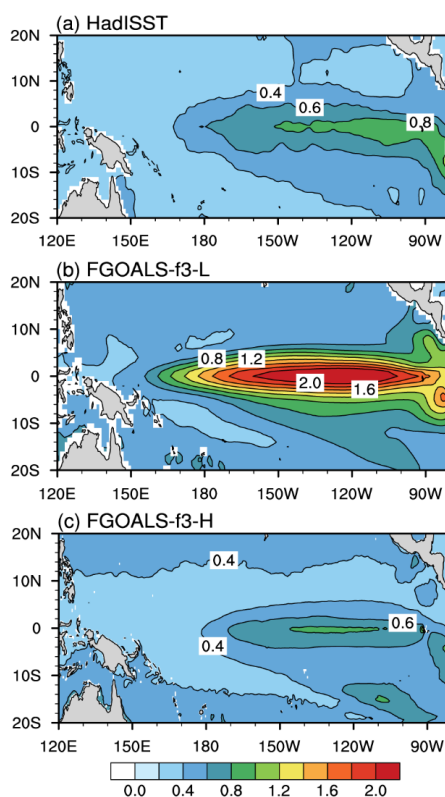 (a) HadISST
20N
10N
0
10S
20S
0.4
0.6
0.8
120E 150E 180 150W 120W 90W
(b) FGOALS-f3-L
20N
10N
0
10S
20S
0.8
1.2
2.0
1.6
120E 150E 180 150W 120W 90W
(c) FGOALS-f3-H
20N
10N
0
10S
20S
0.4
0.6
0.4
120E 150E 180 150W 120W 90W
0.0 0.4 0.8 1.2 1.6 2.0